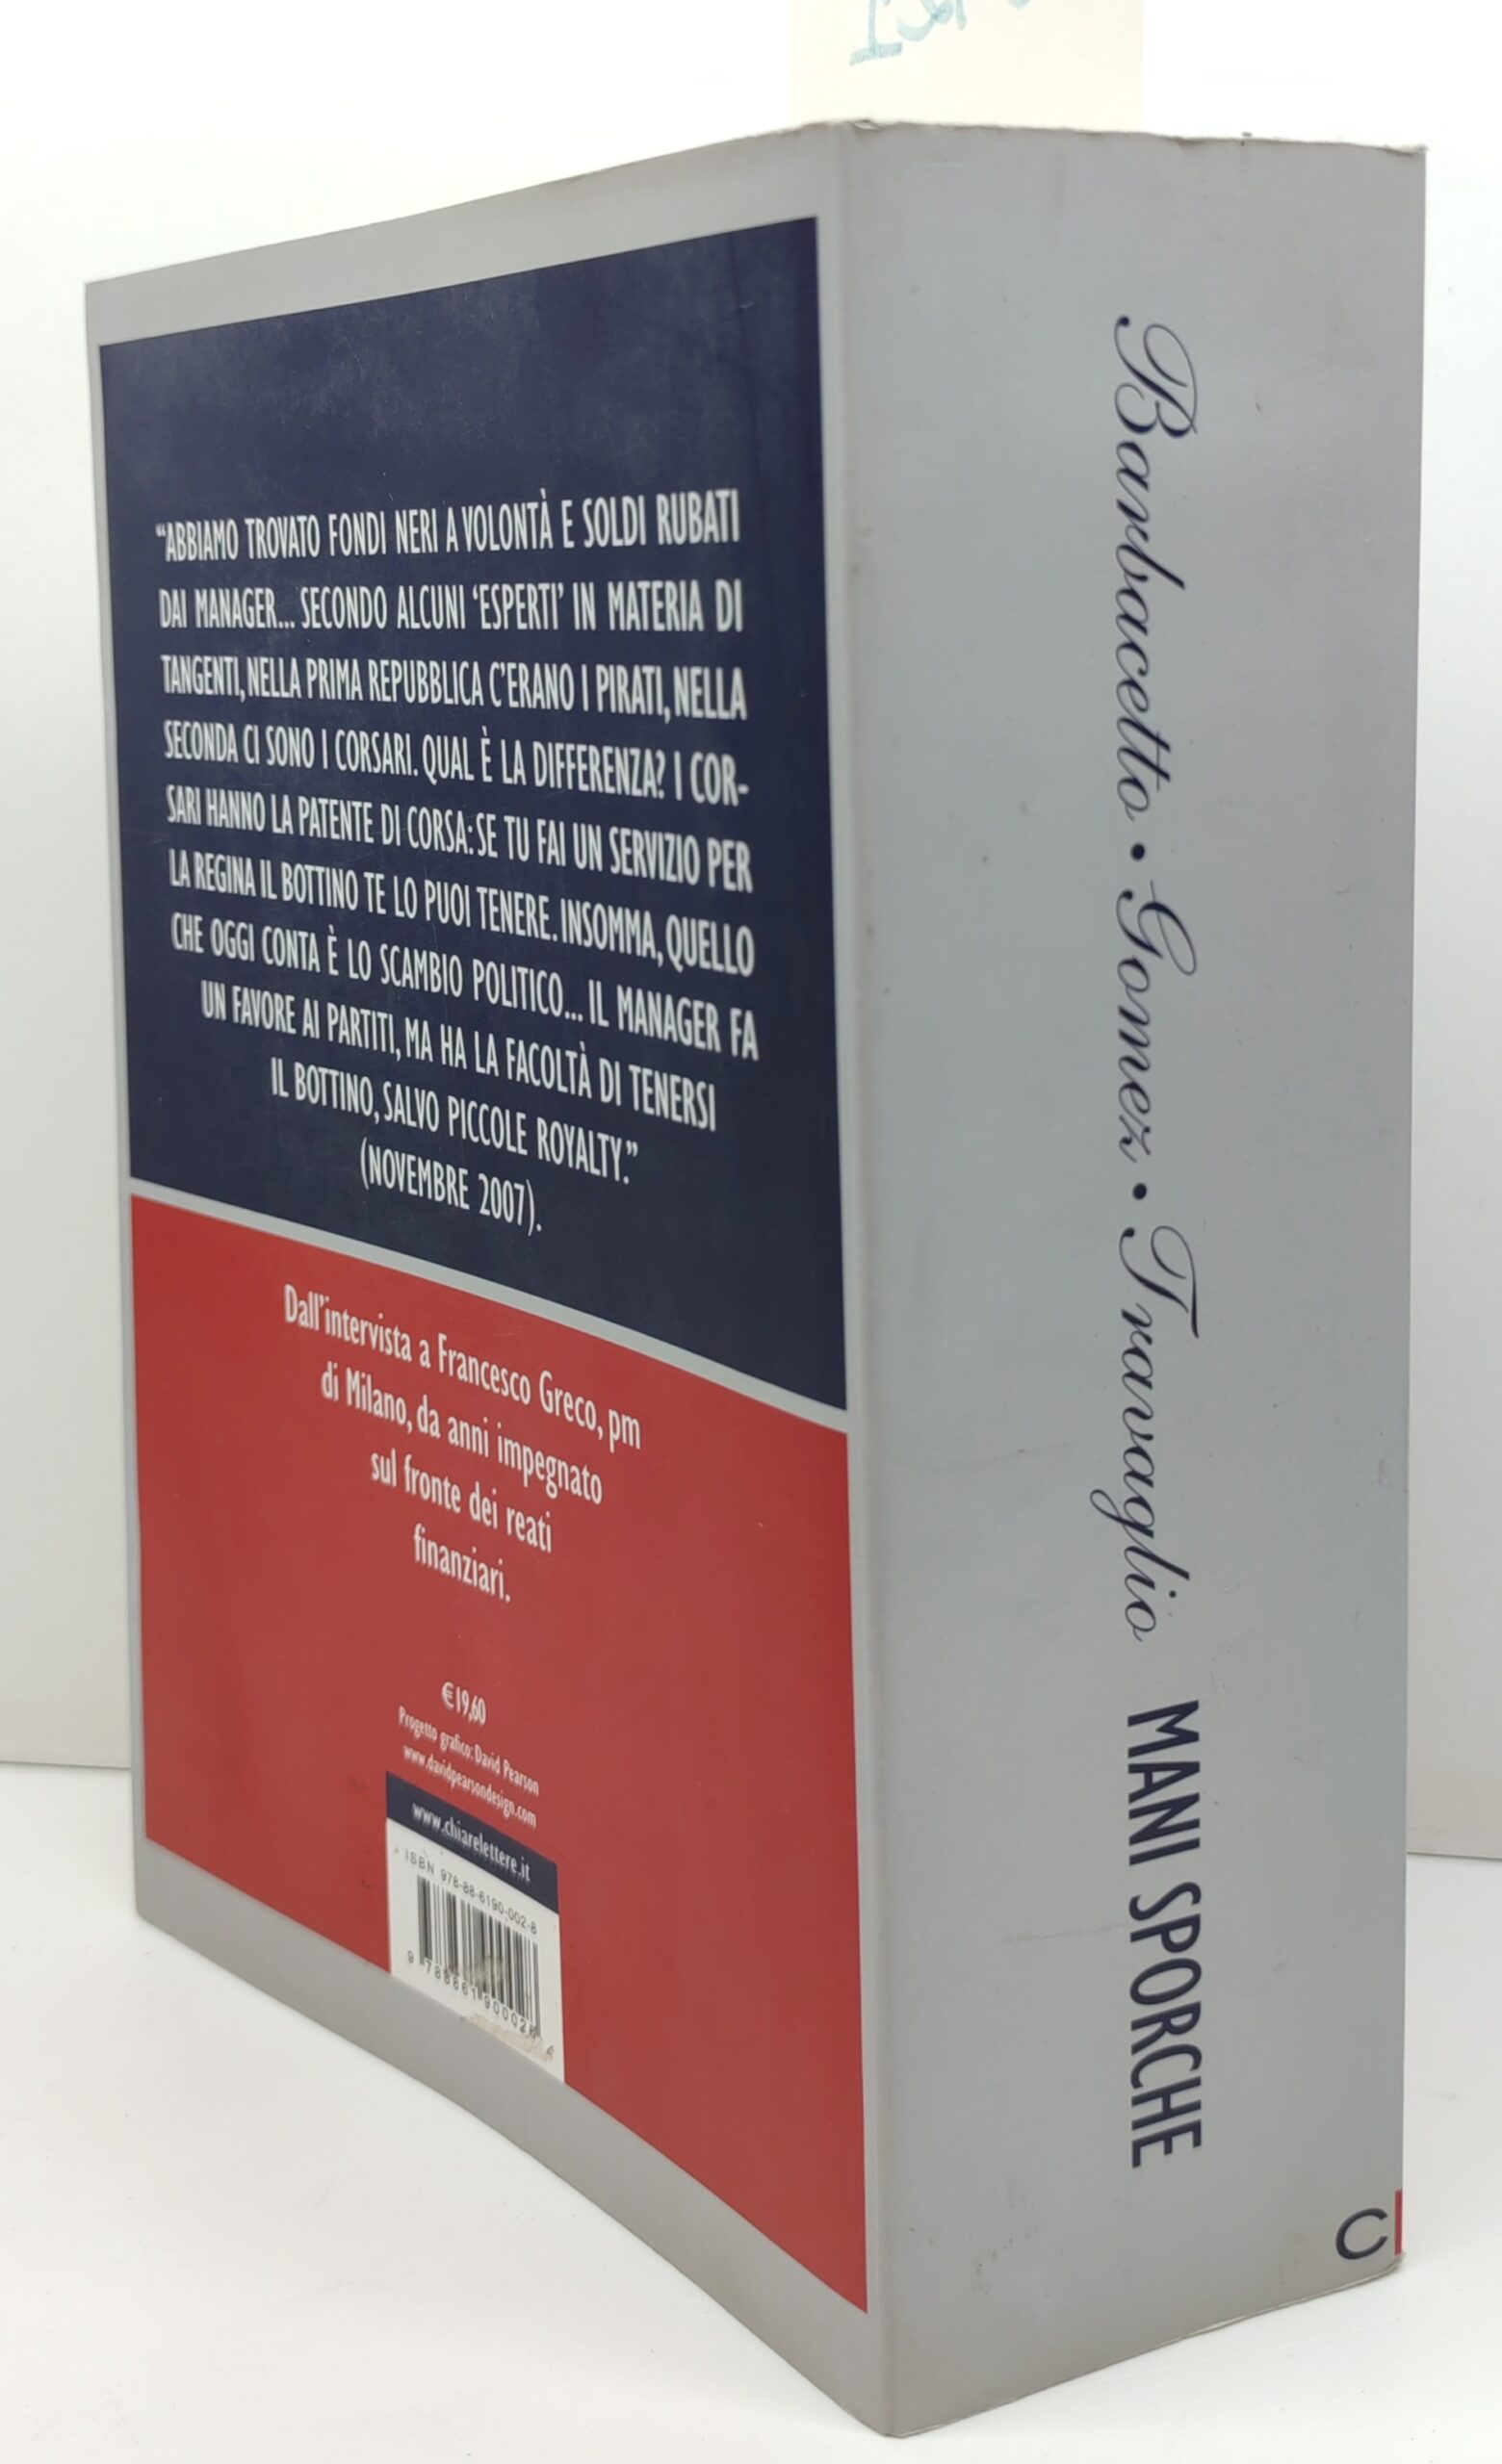 “ABBIAMO TROVATO FONDI NERI A VOLONTÀ E SOLDI RUBATI
DAI MANAGER... SECONDO ALCUNI ‘ESPERTI’ IN MATERIA DI
TANGENTI, NELLA PRIMA REPUBBLICA C’ERANO I PIRATI, NELLA
SECONDA CI SONO I CORSARI. QUAL È LA DIFFERENZA? I COR-
SARI HANNO LA PATENTE DI CORSA: SE TU FAI UN SERVIZIO PER
LA REGINA IL BOTTINO TE LO PUOI TENERE. INSOMMA, QUELLO
CHE OGGI CONTA È LO SCAMBIO POLITICO... IL MANAGER FA
UN FAVORE AI PARTITI, MA HA LA FACOLTÀ DI TENERSI
IL BOTTINO, SALVO PICCOLE ROYALTY.”
(NOVEMBRE 2007).
Dall’intervista a Francesco Greco, pm
di Milano, da anni impegnato
sul fronte dei reati
finanziari.
€ 19,60
Progetto grafico: David Pearson
www.davidpearsondesign.com
www.chiarelettere.it
ISBN 978-88-6190-002-8
9 788861 900028
Barbacetto • Gomez • Travaglio MANI SPORCHE
c